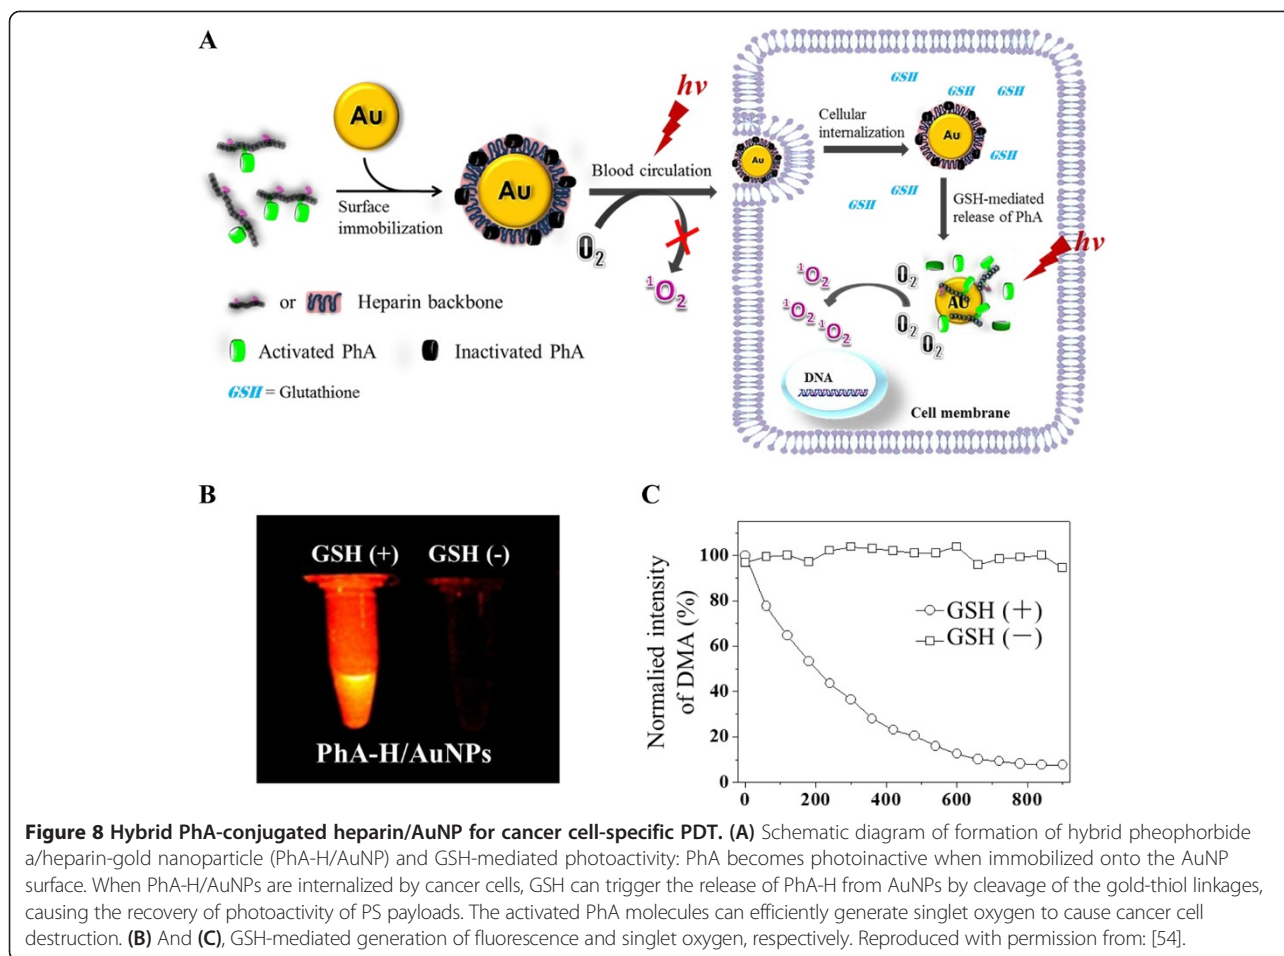 A
Au
hv
Surface
immobilization
Au
Blood circulation
O2
1O2
Au
Cellular
internalization
GSH
GSH
GSH
GSH
GSH
GSH
Au
GSH-mediated
release of PhA
hv
AU
O2
O2
O2
1O2
1O2
1O2
DNA
Cell membrane
or
Heparin backbone
Activated PhA
Inactivated PhA
GSH = Glutathione
B
GSH (+) GSH (-)
PhA-H/AuNPs
C
Normalied intensity
of DMA (%)
100
80
60
40
20
0
GSH (+)
GSH (−)
0 200 400 600 800
Figure 8 Hybrid PhA-conjugated heparin/AuNP for cancer cell-specific PDT. (A) Schematic diagram of formation of hybrid pheophorbide
a/heparin-gold nanoparticle (PhA-H/AuNP) and GSH-mediated photoactivity: PhA becomes photoinactive when immobilized onto the AuNP
surface. When PhA-H/AuNPs are internalized by cancer cells, GSH can trigger the release of PhA-H from AuNPs by cleavage of the gold-thiol linkages,
causing the recovery of photoactivity of PS payloads. The activated PhA molecules can efficiently generate singlet oxygen to cause cancer cell
destruction. (B) And (C), GSH-mediated generation of fluorescence and singlet oxygen, respectively. Reproduced with permission from: [54].